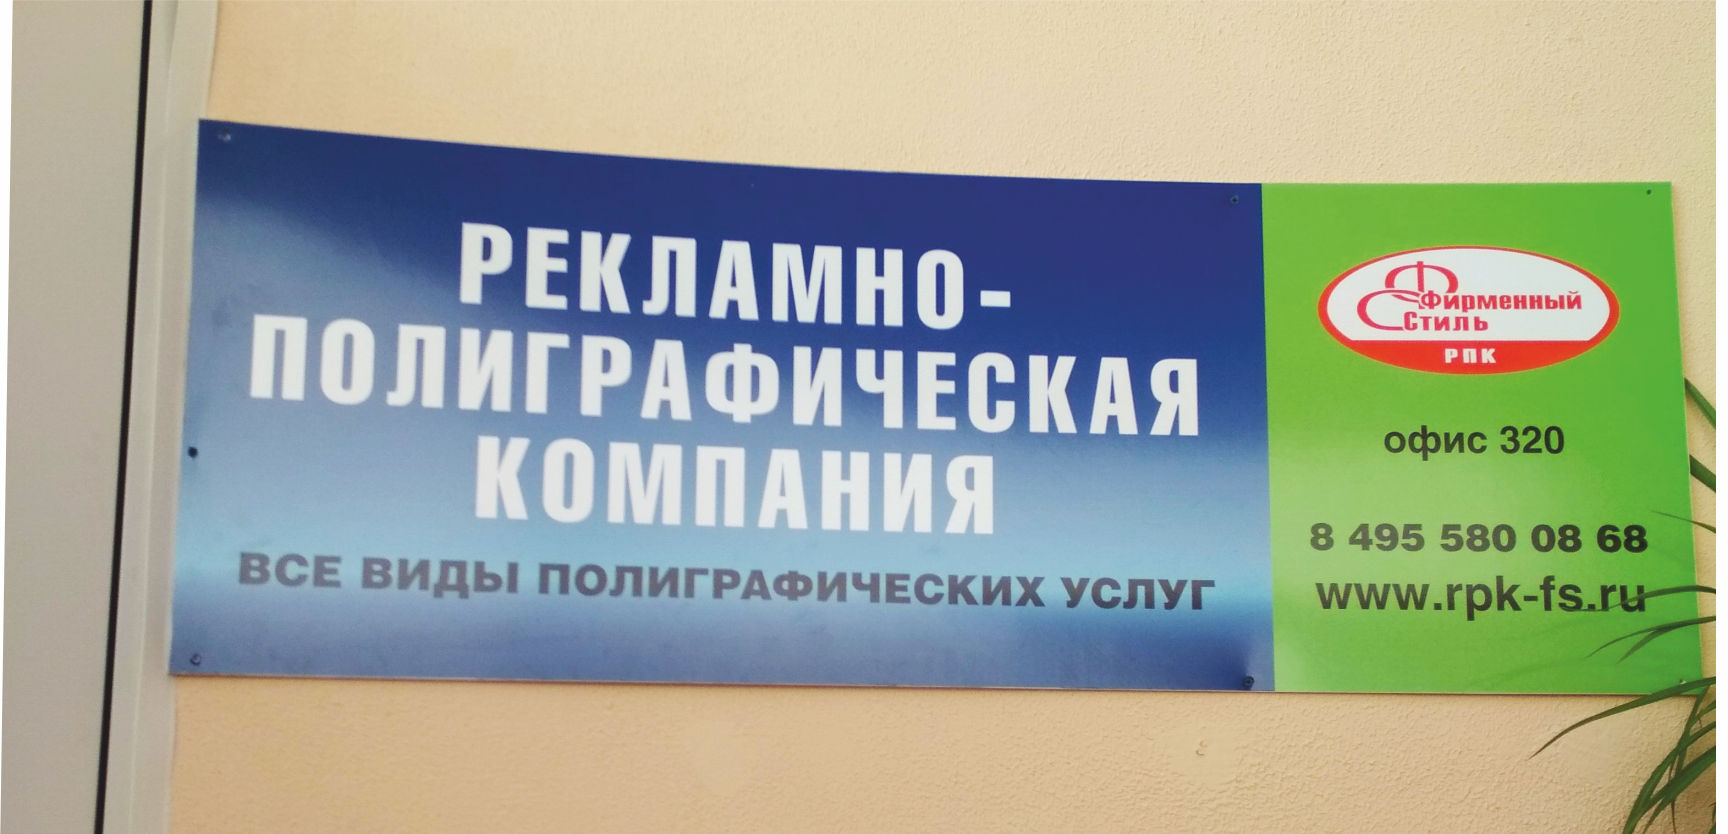 РЕКЛАМНО-
ПОЛИГРАФИЧЕСКАЯ
КОМПАНИЯ
ВСЕ ВИДЫ ПОЛИГРАФИЧЕСКИХ УСЛУГ
ФС
Фирменный
Стиль
РПК
офис 320
8 495 580 08 68
www.rpk-fs.ru